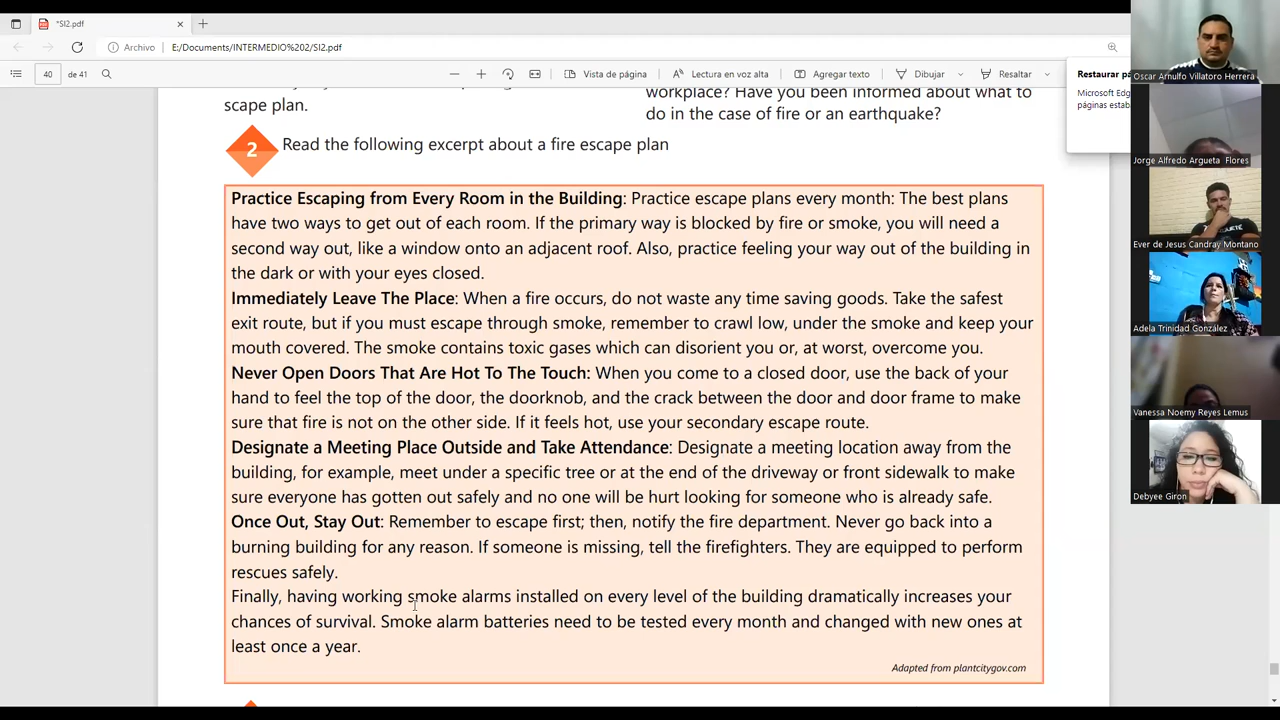 *SI2.pdf
Archivo
E:/Documents/INTERMEDIO%202/SI2.pdf
40
de 41
Vista de página
Lectura en voz alta
Agregar texto
Dibujar
Resaltar
Restaurar
Microsoft Edg
páginas estab
scape plan.
workplace? Have you been informed about what to
do in the case of fire or an earthquake?
2
Read the following excerpt about a fire escape plan
Practice Escaping from Every Room in the Building: Practice escape plans every month: The best plans
have two ways to get out of each room. If the primary way is blocked by fire or smoke, you will need a
second way out, like a window onto an adjacent roof. Also, practice feeling your way out of the building in
the dark or with your eyes closed.
Immediately Leave The Place: When a fire occurs, do not waste any time saving goods. Take the safest
exit route, but if you must escape through smoke, remember to crawl low, under the smoke and keep your
mouth covered. The smoke contains toxic gases which can disorient you or, at worst, overcome you.
Never Open Doors That Are Hot To The Touch: When you come to a closed door, use the back of your
hand to feel the top of the door, the doorknob, and the crack between the door and door frame to make
sure that fire is not on the other side. If it feels hot, use your secondary escape route.
Designate a Meeting Place Outside and Take Attendance: Designate a meeting location away from the
building, for example, meet under a specific tree or at the end of the driveway or front sidewalk to make
sure everyone has gotten out safely and no one will be hurt looking for someone who is already safe.
Once Out, Stay Out: Remember to escape first; then, notify the fire department. Never go back into a
burning building for any reason. If someone is missing, tell the firefighters. They are equipped to perform
rescues safely.
Finally, having working smoke alarms installed on every level of the building dramatically increases your
chances of survival. Smoke alarm batteries need to be tested every month and changed with new ones at
least once a year.
Adapted from plantcitygov.com
Oscar Arnulfo Villatoro Herrera
Jorge Alfredo Argueta Flores
Ever de Jesus Candray Montano
Adela Trinidad González
Vanessa Noemy Reyes Lemus
Debyee Giron